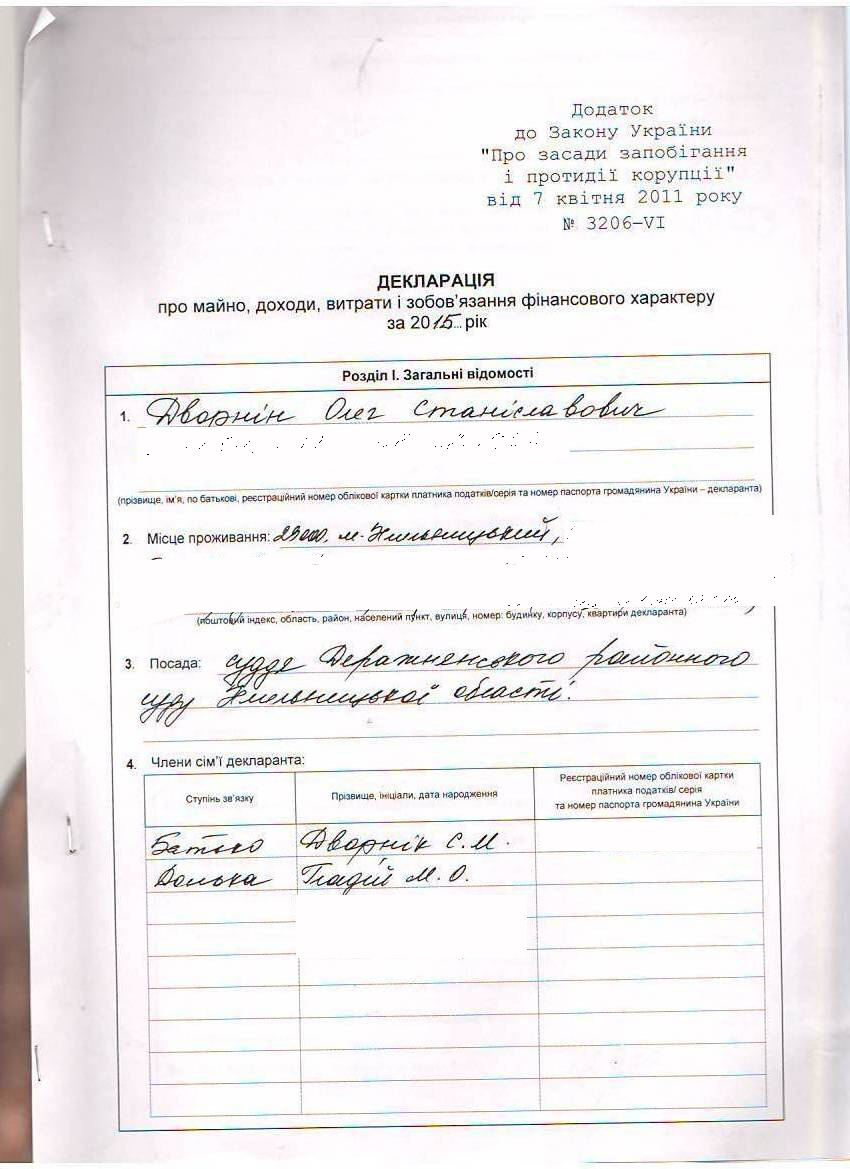 Додаток
до Закону України
"Про засади запобігання
і протидії корупції"
від 7 квітня 2011 року
№ 3206-VI
ДЕКЛАРАЦІЯ
про майно, доходи, витрати і зобов'язання фінансового характеру
за 2015 рік
Розділ І. Загальні відомості
1. Дворнін Олег Станіславович
(прізвище, ім'я, по батькові, реєстраційний номер облікової картки платника податків/серія та номер паспорта громадянина України – декларанта)
2. Місце проживання: 29000, м. Хмельницький,
(поштовий індекс, область, район, населений пункт, вулиця, номер: будинку, корпусу, квартири декларанта)
3. Посада: суддя Деражненського районного
суду Хмельницької області.
4. Члени сім'ї декларанта:
Ступінь зв'язку
Прізвище, ініціали, дата народження
Реєстраційний номер облікової картки
платника податків/ серія
та номер паспорта громадянина України
Батько Дворнік С.М.
Донька М.О.